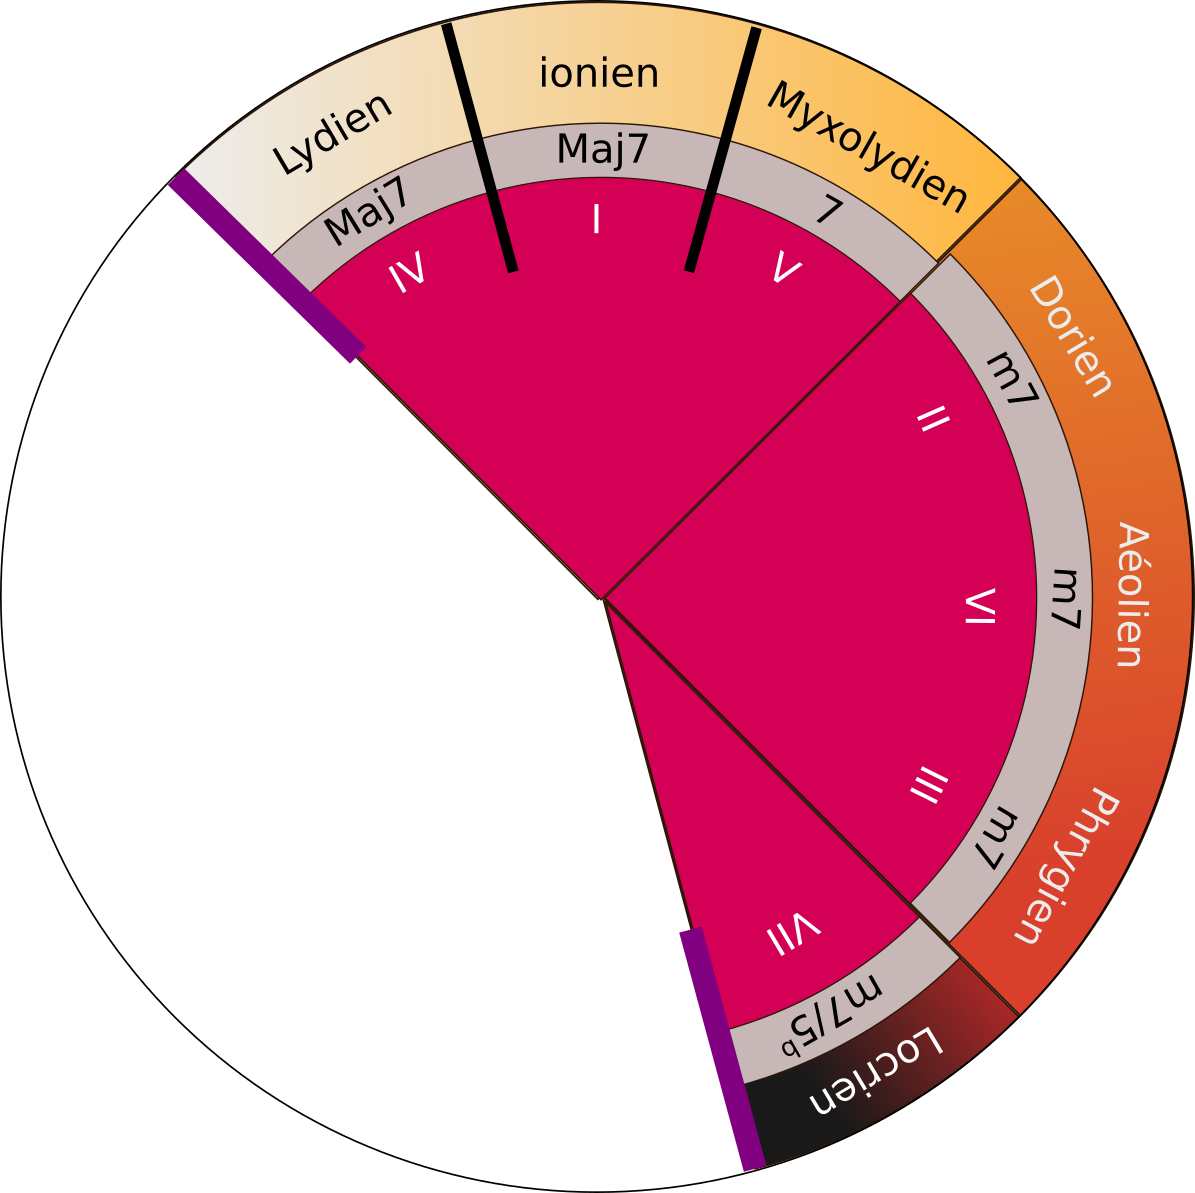 Lydien
ionien
Myxolydien
Dorien
Aéolien
Phrygien
Locrien
Maj7
Maj7
7
m7
m7
m7
m7/5b
IV
I
V
II
VI
III
VII